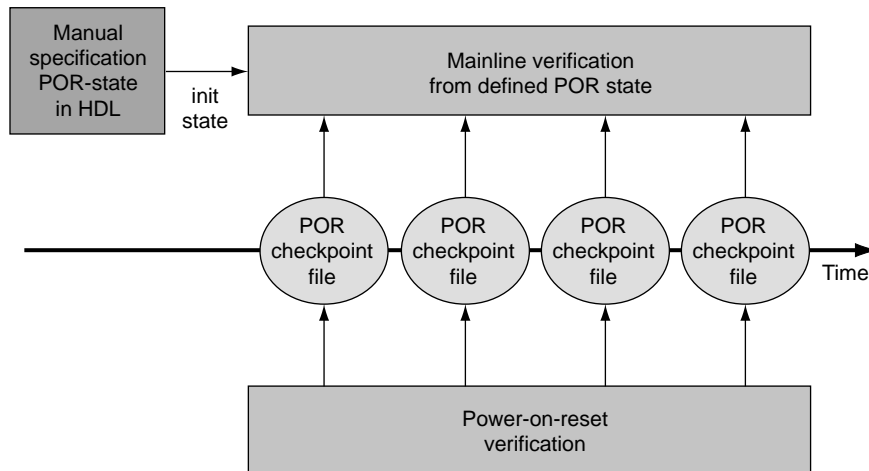 Manual
specification
POR-state
in HDL
init
state
Mainline verification
from defined POR state
POR
checkpoint
file
POR
checkpoint
file
POR
checkpoint
file
POR
checkpoint
file
Time
Power-on-reset
verification